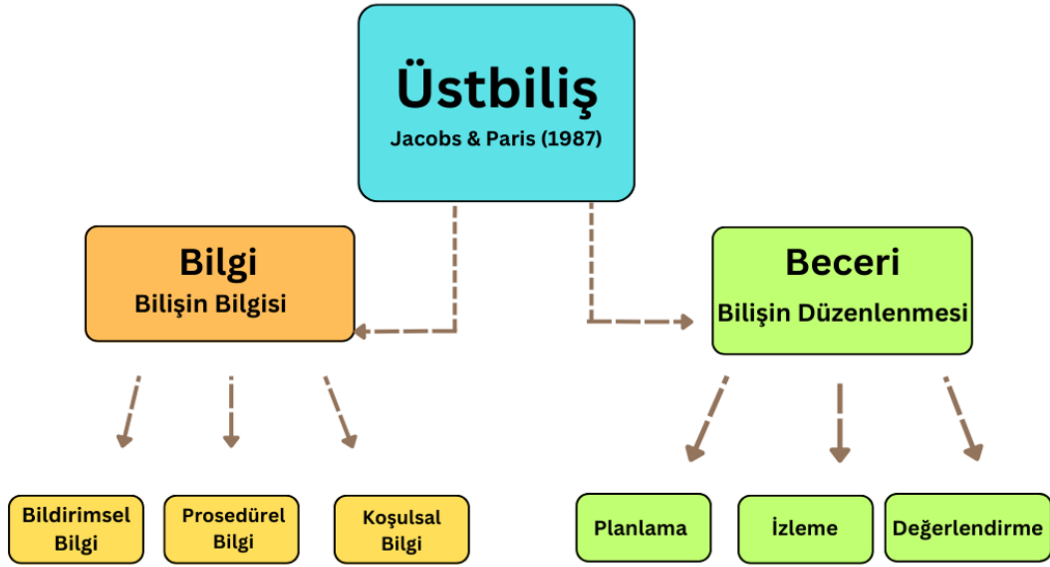 Üstbiliş
Jacobs & Paris (1987)
Bilgi
Bilişin Bilgisi
Beceri
Bilişin Düzenlenmesi
Bildirimsel
Bilgi
Prosedürel
Bilgi
Koşulsal
Bilgi
Planlama
İzleme
Değerlendirme